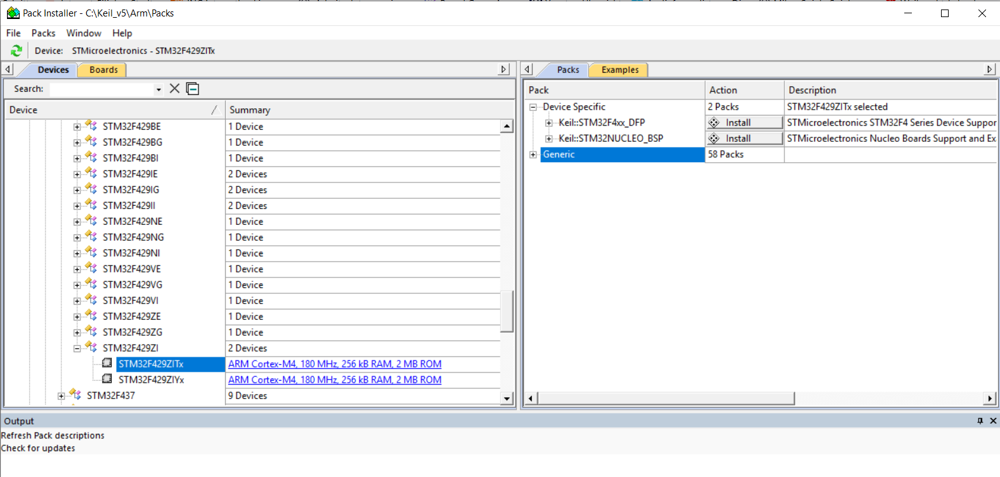 Pack Installer - C:\Keil_v5\Arm\Packs
File Packs Window Help
Device: STMicroelectronics - STM32F429ZITx
Devices Boards
Search:
Device Summary
STM32F429BE 1 Device
STM32F429BG 1 Device
STM32F429BI 1 Device
STM32F429IE 2 Devices
STM32F429IG 2 Devices
STM32F429II 2 Devices
STM32F429NE 1 Device
STM32F429NG 1 Device
STM32F429NI 1 Device
STM32F429VE 1 Device
STM32F429VG 1 Device
STM32F429VI 1 Device
STM32F429ZE 1 Device
STM32F429ZG 1 Device
STM32F429ZI 2 Devices
STM32F429ZITx ARM Cortex-M4, 180 MHz, 256 kB RAM, 2 MB ROM
STM32F429ZIYx ARM Cortex-M4, 180 MHz, 256 kB RAM, 2 MB ROM
STM32F437 9 Devices
Packs Examples
Pack Action Description
Device Specific 2 Packs STM32F429ZITx selected
Keil::STM32F4xx_DFP Install STMicroelectronics STM32F4 Series Device Suppor
Keil::STM32NUCLEO_BSP Install STMicroelectronics Nucleo Boards Support and Ex
Generic 58 Packs
Output
Refresh Pack descriptions
Check for updates